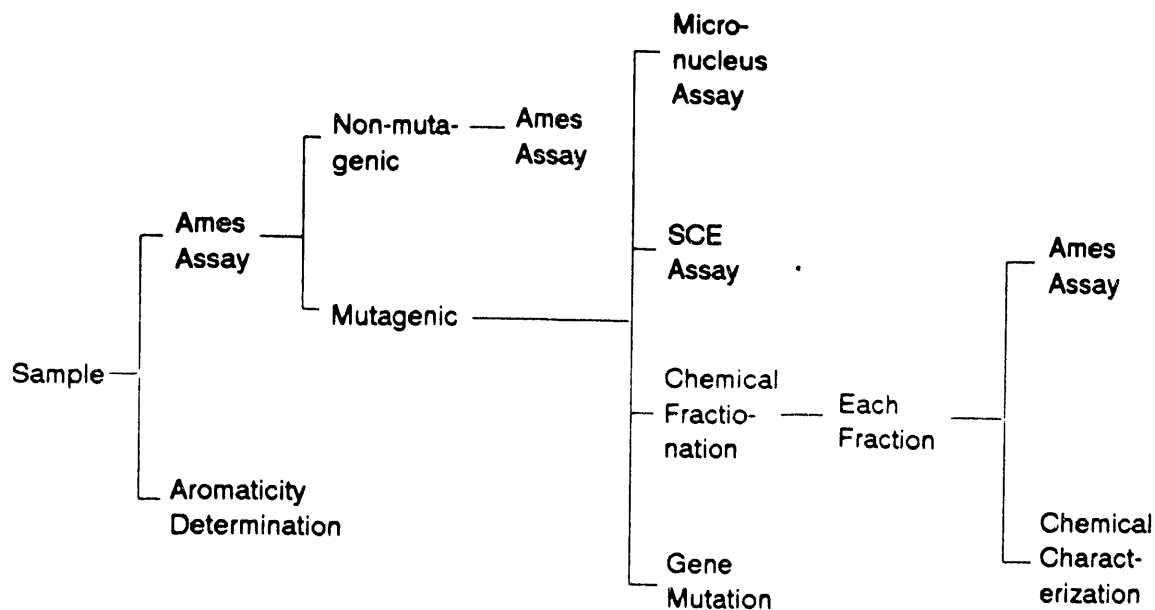 Micro-
nucleus
Assay
Non-muta-
genic
Ames
Assay
Ames
Assay
SCE
Assay
Ames
Assay
Mutagenic
Sample
Chemical
Fractio-
nation
Each
Fraction
Aromaticity
Determination
Chemical
Charact-
erization
Gene
Mutation